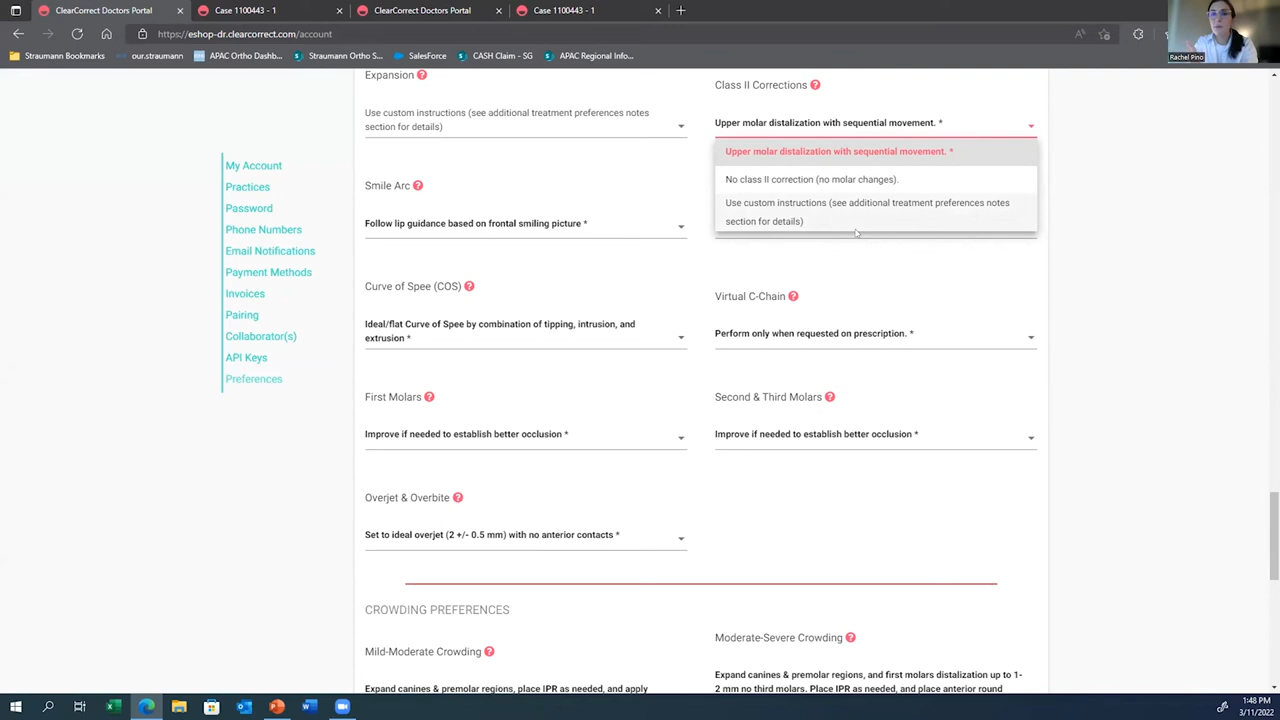 ClearCorrect Doctors Portal
Case 1100443 - 1
ClearCorrect Doctors Portal
Case 1100443 - 1
https://eshop-dr.clearcorrect.com/account
Straumann Bookmarks
our.straumann
APAC Ortho Dashbo...
Straumann Ortho S...
SalesForce
CASH Claim - SG
APAC Regional Info...
Rachel Pino
My Account
Practices
Password
Phone Numbers
Email Notifications
Payment Methods
Invoices
Pairing
Collaborator(s)
API Keys
Preferences
Expansion ?
Use custom instructions (see additional treatment preferences notes
section for details)
Class II Corrections ?
Upper molar distalization with sequential movement. *
Upper molar distalization with sequential movement. *
No class II correction (no molar changes).
Use custom instructions (see additional treatment preferences notes
section for details)
Smile Arc ?
Follow lip guidance based on frontal smiling picture *
Curve of Spee (COS) ?
Ideal/flat Curve of Spee by combination of tipping, intrusion, and
extrusion *
Virtual C-Chain ?
Perform only when requested on prescription. *
First Molars ?
Improve if needed to establish better occlusion *
Second & Third Molars ?
Improve if needed to establish better occlusion *
Overjet & Overbite ?
Set to ideal overjet (2 +/- 0.5 mm) with no anterior contacts *
CROWDING PREFERENCES
Mild-Moderate Crowding ?
Expand canines & premolar regions, place IPR as needed, and apply
Moderate-Severe Crowding ?
Expand canines & premolar regions, and first molars distalization up to 1-
2 mm no third molars. Place IPR as needed, and place anterior round
1:48 PM
3/11/2022